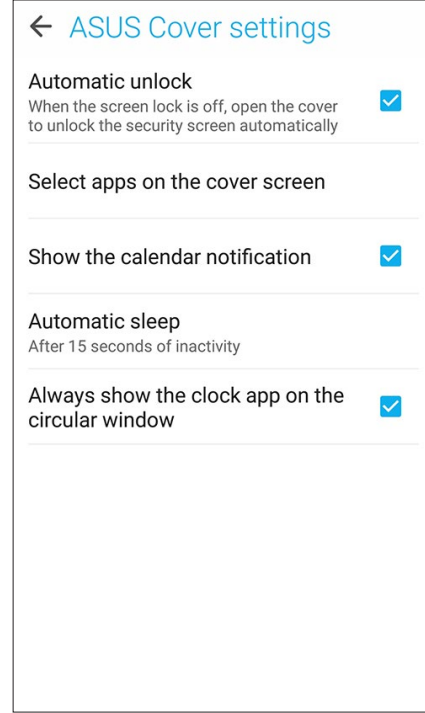 ASUS Cover settings
Automatic unlock
When the screen lock is off, open the cover
to unlock the security screen automatically
Select apps on the cover screen
Show the calendar notification
Automatic sleep
After 15 seconds of inactivity
Always show the clock app on the
circular window